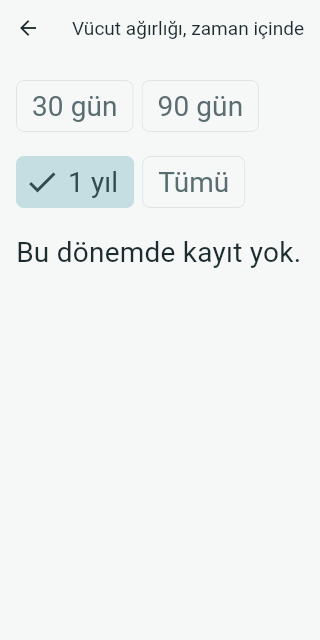 Vücut ağırlığı, zaman içinde
30 gün
90 gün
1 yıl
Tümü
Bu dönemde kayıt yok.